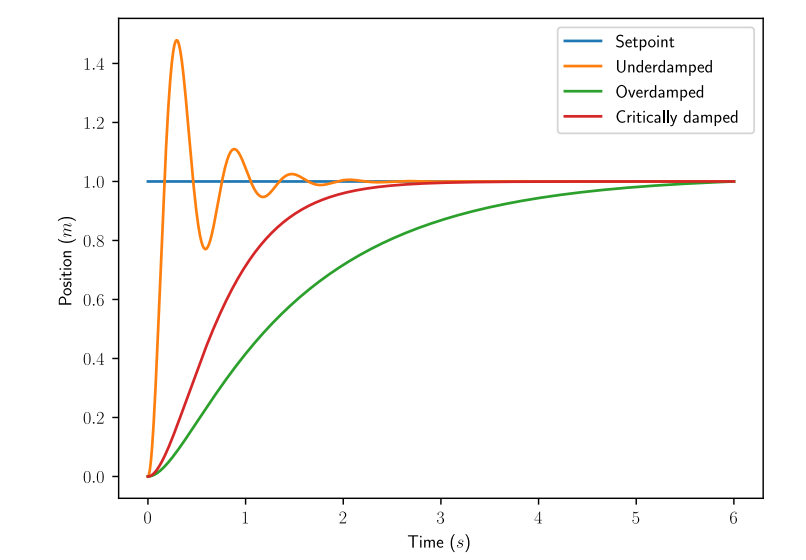 Setpoint
Underdamped
Overdamped
Critically damped
1.4
1.2
1.0
0.8
0.6
0.4
0.2
0.0
Position (m)
0 1 2 3 4 5 6
Time (s)